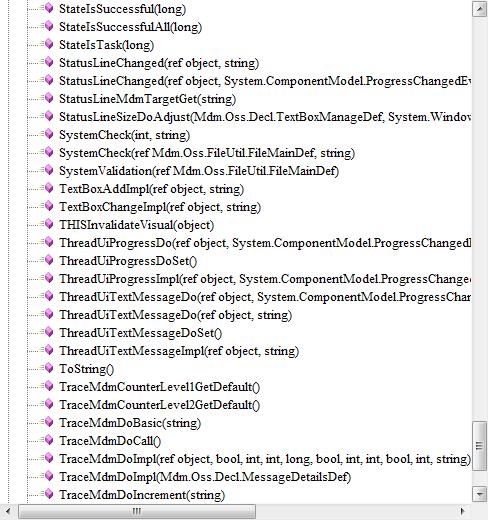 StateIsSuccessful(long)
StateIsSuccessfulAll(long)
StateIsTask(long)
StatusLineChanged(ref object, string)
StatusLineChanged(ref object, System.ComponentModel.ProgressChangedEv
StatusLineMdmTargetGet(string)
StatusLineSizeDoAdjust(Mdm.Oss.Decl.TextBoxManageDef, System.Window
SystemCheck(int, string)
SystemCheck(ref Mdm.Oss.FileUtil.FileMainDef, string)
SystemValidation(ref Mdm.Oss.FileUtil.FileMainDef)
TextBoxAddImpl(ref object, string)
TextBoxChangeImpl(ref object, string)
THISInvalidateVisual(object)
ThreadUiProgressDo(ref object, System.ComponentModel.ProgressChangedE
ThreadUiProgressDoSet()
ThreadUiProgressImpl(ref object, System.ComponentModel.ProgressChange
ThreadUiTextMessageDo(ref object, System.ComponentModel.ProgressChan
ThreadUiTextMessageDo(ref object, string)
ThreadUiTextMessageDoSet()
ThreadUiTextMessageImpl(ref object, string)
ToString()
TraceMdmCounterLevel1GetDefault()
TraceMdmCounterLevel2GetDefault()
TraceMdmDoBasic(string)
TraceMdmDoCall()
TraceMdmDoImpl(ref object, bool, int, int, long, bool, int, int, bool, int, string)
TraceMdmDoImpl(Mdm.Oss.Decl.MessageDetailsDef)
TraceMdmDoIncrement(string)